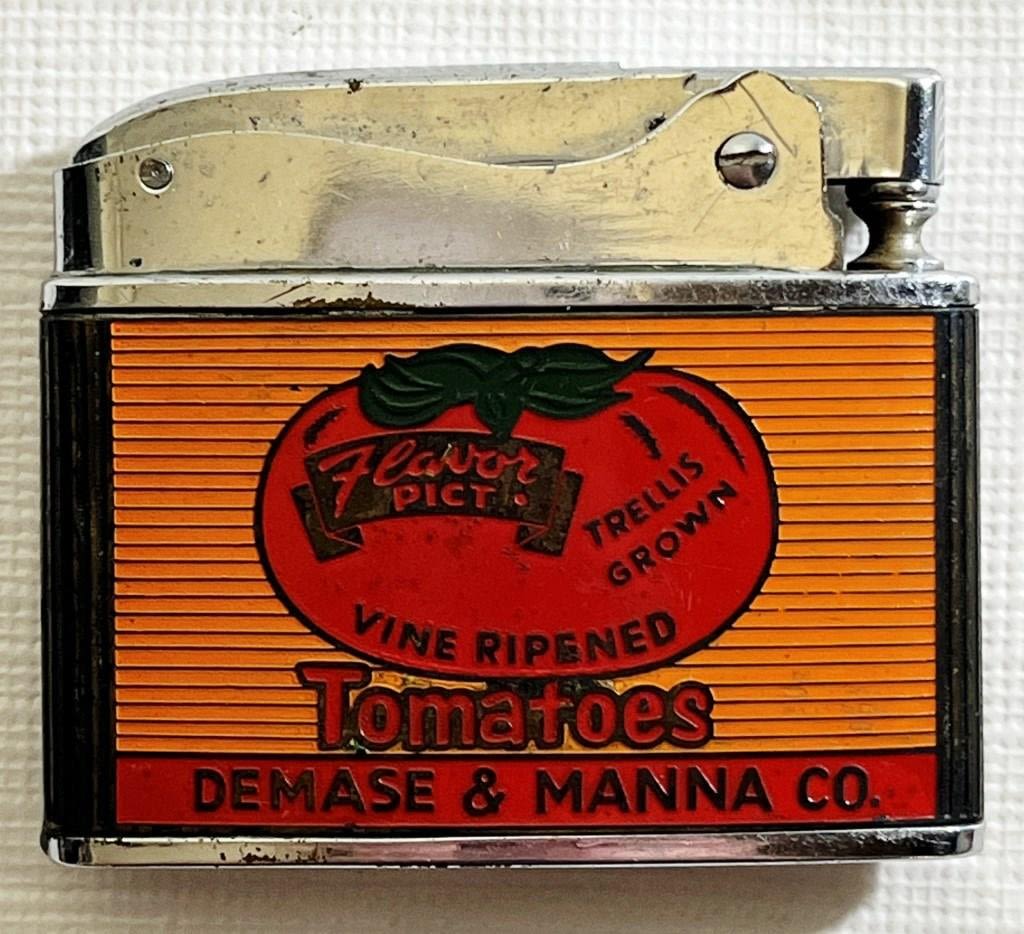 Flavor
PICT.
TRELLIS
GROWN
VINE RIPENED
Tomatoes
DEMASE & MANNA CO.